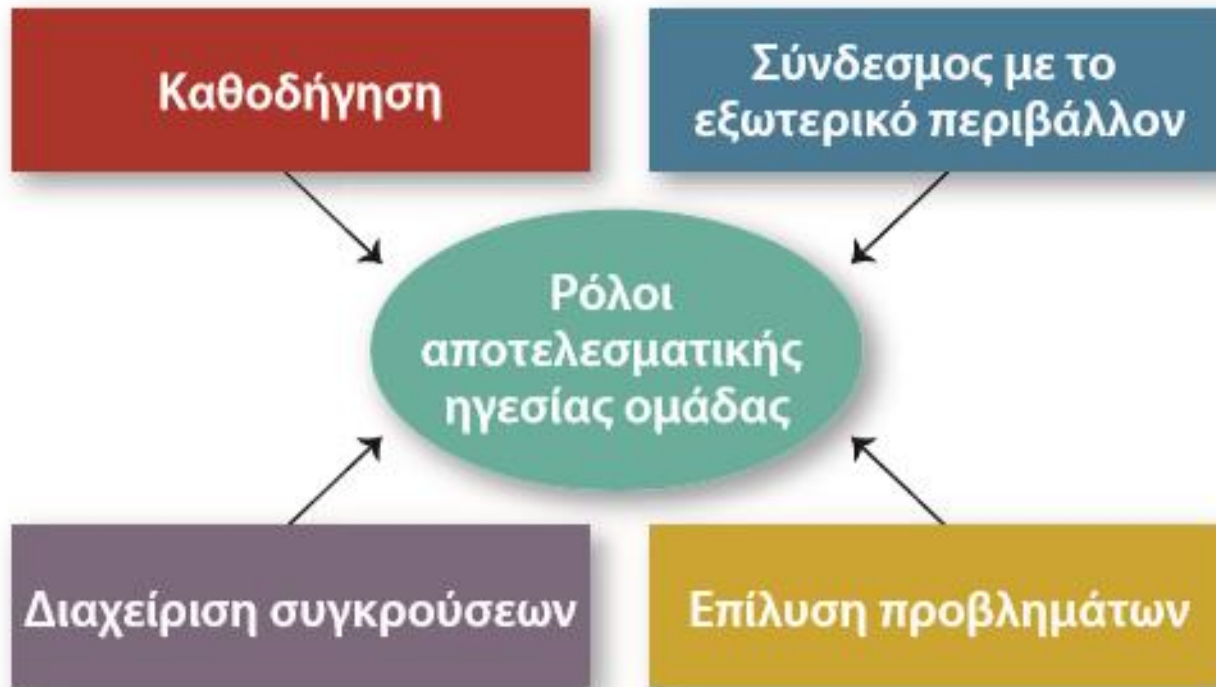 Καθοδήγηση
Σύνδεσμος με το
εξωτερικό περιβάλλον
Ρόλοι
αποτελεσματικής
ηγεσίας ομάδας
Διαχείριση συγκρούσεων
Επίλυση προβλημάτων